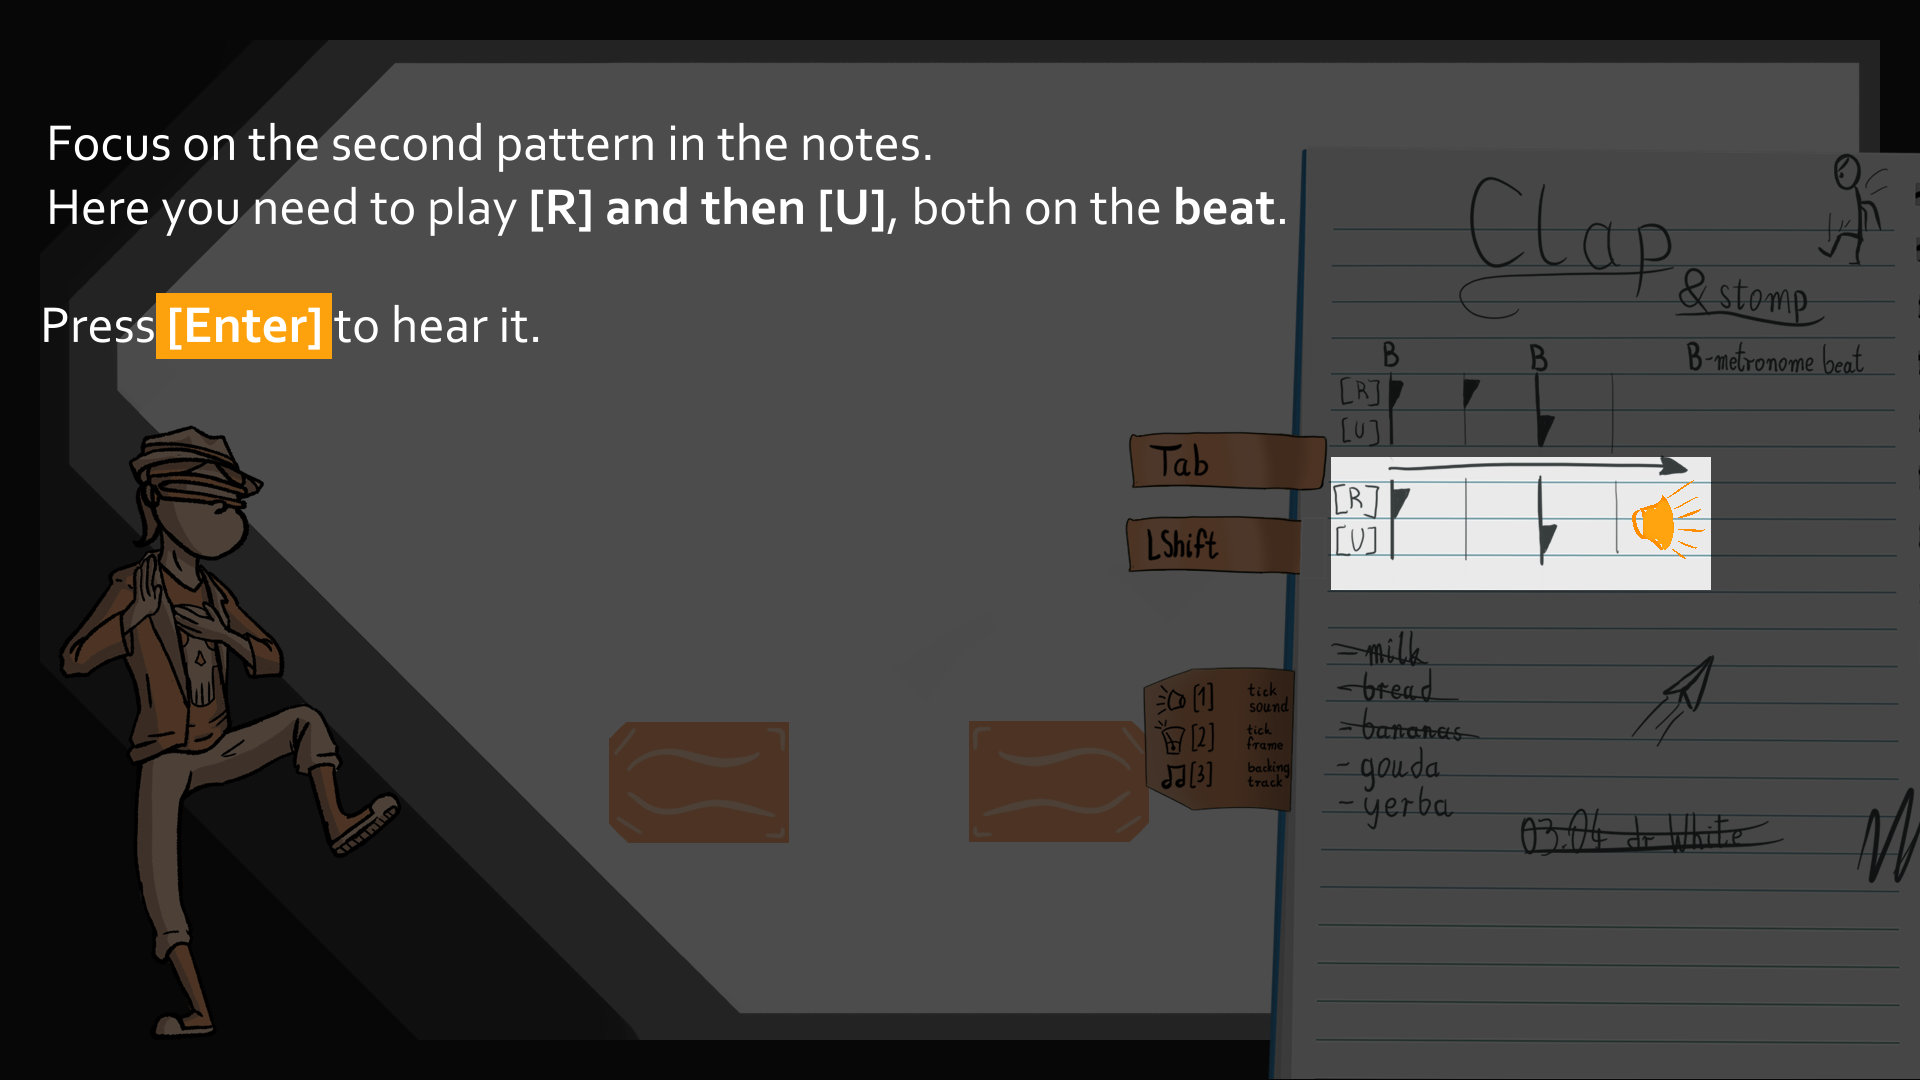 Focus on the second pattern in the notes.
Here you need to play [R] and then [U], both on the beat.
Press [Enter] to hear it.
Clap
& stomp
B B B-metronome beat
[R]
[U]
Tab
[R]
LShift
[U]
- milk
- bread
- bananas
- gouda
- yerba
[1] tick sound
[2] tick frame
[3] backing track
03.04 dr White